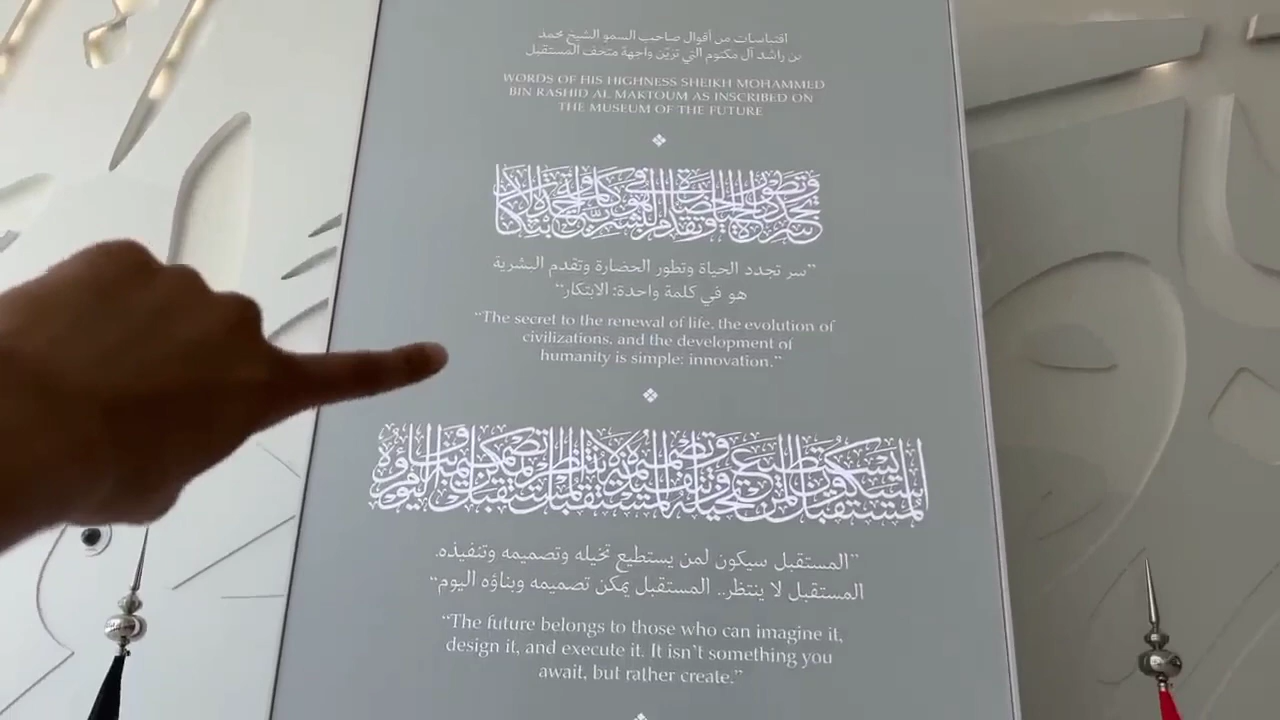 اقتباسات من أقوال صاحب السمو الشيخ محمد
بن راشد آل مكتوم التي تزيّن واجهة متحف المستقبل
WORDS OF HIS HIGHNESS SHEIKH MOHAMMED
BIN RASHID AL MAKTOUM AS INSCRIBED ON
THE MUSEUM OF THE FUTURE
”سر تجدد الحياة وتطور الحضارة وتقدم البشرية
هو في كلمة واحدة: الابتكار“
“The secret to the renewal of life, the evolution of
civilizations, and the development of
humanity is simple: innovation.”
”المستقبل سيكون لمن يستطيع تخيله وتصميمه وتنفيذه.
المستقبل لا ينتظر.. المستقبل يمكن تصميمه وبناؤه اليوم“
“The future belongs to those who can imagine it,
design it, and execute it. It isn’t something you
await, but rather create.”